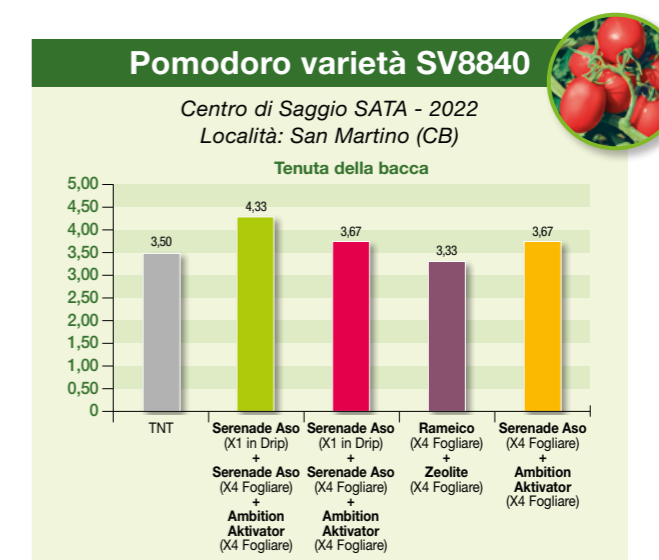 Pomodoro varietà SV8840
Centro di Saggio SATA - 2022
Località: San Martino (CB)
Tenuta della bacca
5,00
4,50
4,00
3,50
3,00
2,50
2,00
1,50
1,00
0,50
0
3,50
4,33
3,67
3,33
3,67
TNT
Serenade Aso
(X1 in Drip)
+
Serenade Aso
(X4 Fogliare)
+
Ambition
Aktivator
(X4 Fogliare)
Serenade Aso
(X1 in Drip)
+
Serenade Aso
(X4 Fogliare)
+
Ambition
Aktivator
(X4 Fogliare)
Rameico
(X4 Fogliare)
+
Zeolite
(X4 Fogliare)
Serenade Aso
(X4 Fogliare)
+
Ambition
Aktivator
(X4 Fogliare)